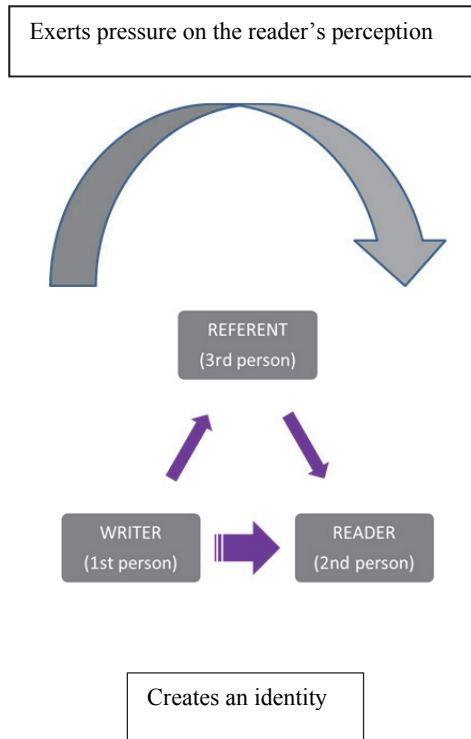 Exerts pressure on the reader’s perception
REFERENT
(3rd person)
WRITER
(1st person)
READER
(2nd person)
Creates an identity